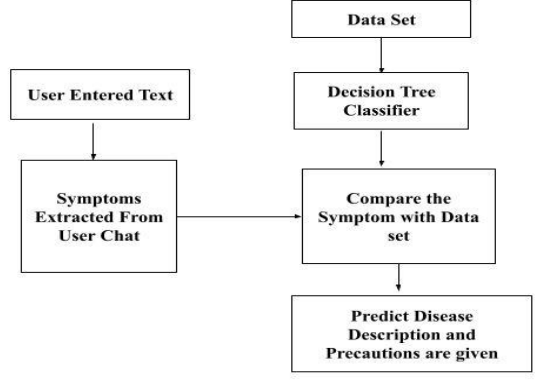 Data Set
User Entered Text
Decision Tree
Classifier
Symptoms
Extracted From
User Chat
Compare the
Symptom with Data
set
Predict Disease
Description and
Precautions are given